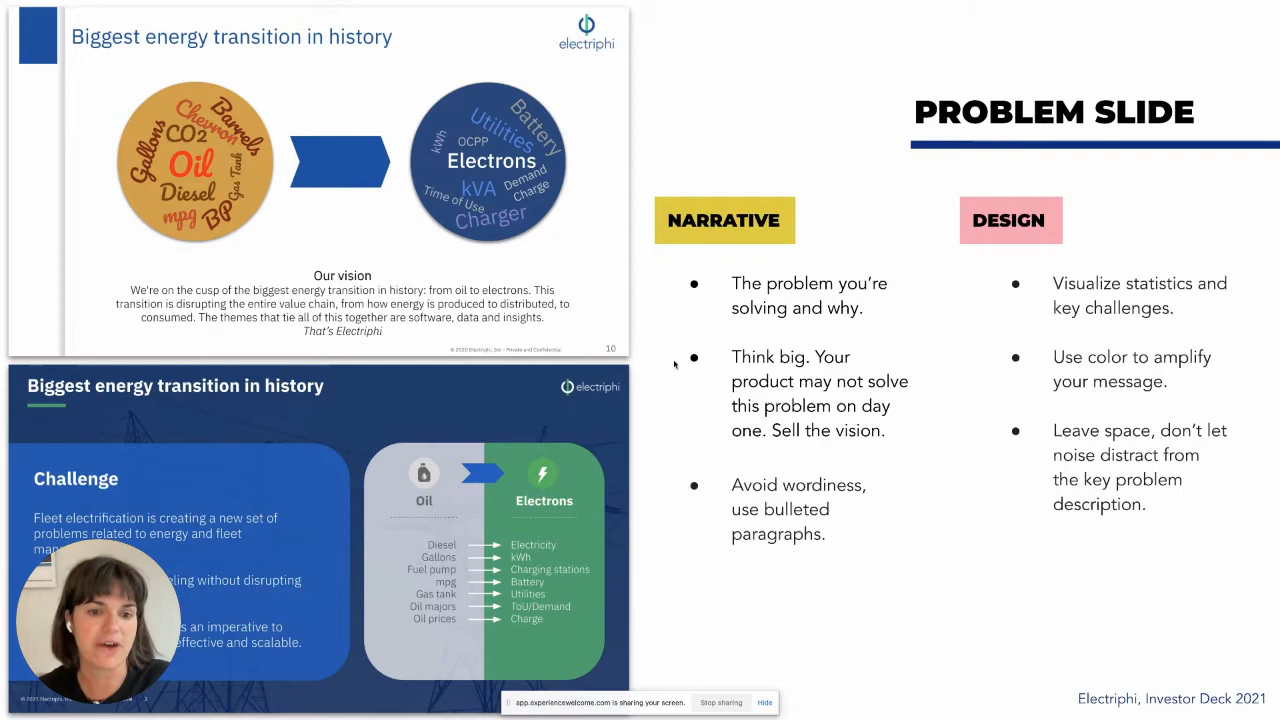 Biggest energy transition in history
electriphi
Barrels
Chevron
Gallons
CO2
Oil
Gas Tank
Diesel
mpg
BP
Battery
Utilities
kWh
OCPP
Electrons
Demand
Charge
kVA
Time of Use
Charger
Our vision
We're on the cusp of the biggest energy transition in history: from oil to electrons. This
transition is disrupting the entire value chain, from how energy is produced to distributed, to
consumed. The themes that tie all of this together are software, data and insights.
That's Electriphi
© 2020 Electriphi, Inc - Private and Confidential
10
Biggest energy transition in history
electriphi
Challenge
Fleet electrification is creating a new set of
problems related to energy and fleet
eling without disrupting
s an imperative to
effective and scalable.
Oil
Electrons
Diesel Electricity
Gallons kWh
Fuel pump Charging stations
mpg Battery
Gas tank Utilities
Oil majors ToU/Demand
Oil prices Charge
© 2021 Electriphi,
3
app.experiencewelcome.com is sharing your screen.
Stop sharing
Hide
PROBLEM SLIDE
NARRATIVE
● The problem you're
solving and why.
● Think big. Your
product may not solve
this problem on day
one. Sell the vision.
● Avoid wordiness,
use bulleted
paragraphs.
DESIGN
● Visualize statistics and
key challenges.
● Use color to amplify
your message.
● Leave space, don't let
noise distract from
the key problem
description.
Electriphi, Investor Deck 2021